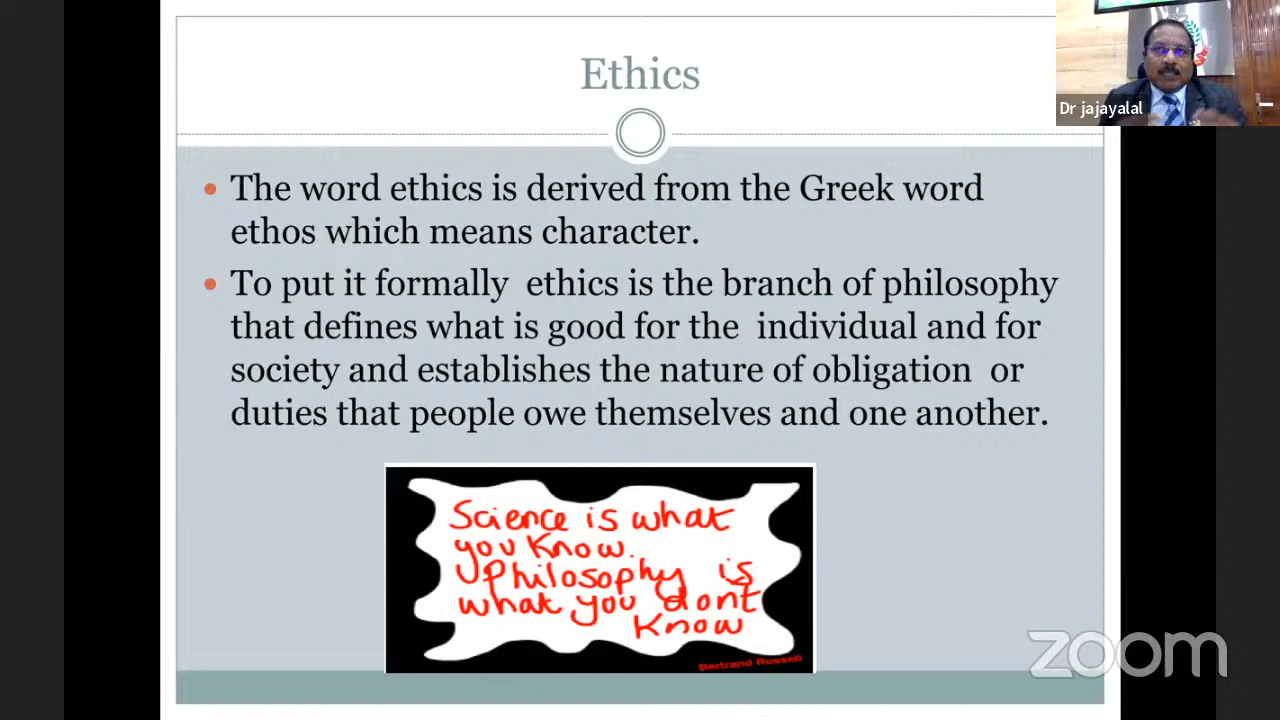 Ethics
Dr jajayalal
The word ethics is derived from the Greek word
ethos which means character.
To put it formally ethics is the branch of philosophy
that defines what is good for the individual and for
society and establishes the nature of obligation or
duties that people owe themselves and one another.
Science is what
you know.
Philosophy is
what you dont
know
Bertrand Russell
zoom